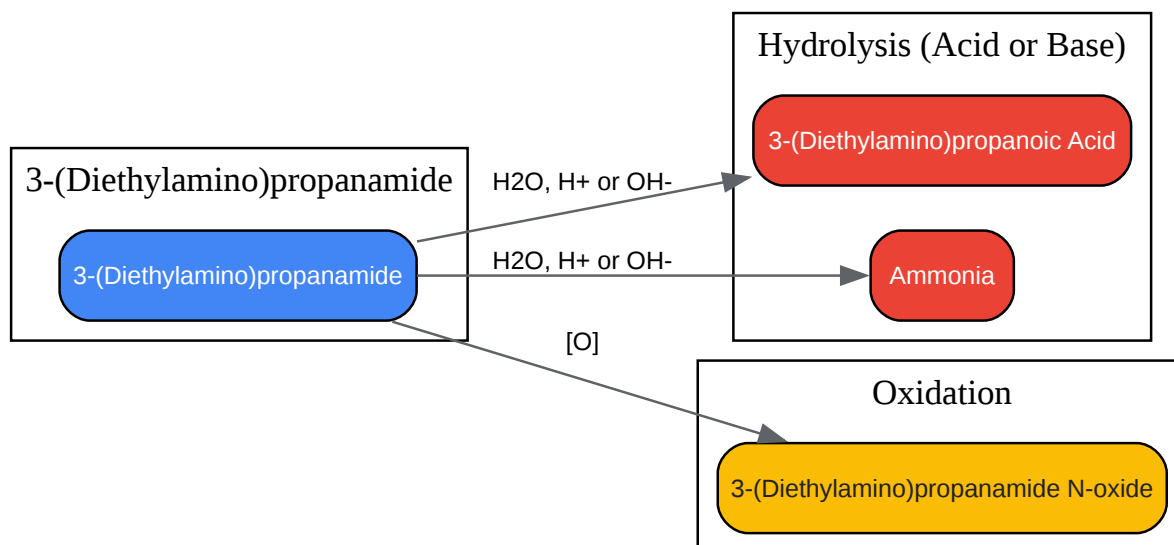 Hydrolysis (Acid or Base)
3-(Diethylamino)propanoic Acid
3-(Diethylamino)propanamide
H2O, H+ or OH-
3-(Diethylamino)propanamide
H2O, H+ or OH-
Ammonia
[O]
Oxidation
3-(Diethylamino)propanamide N-oxide